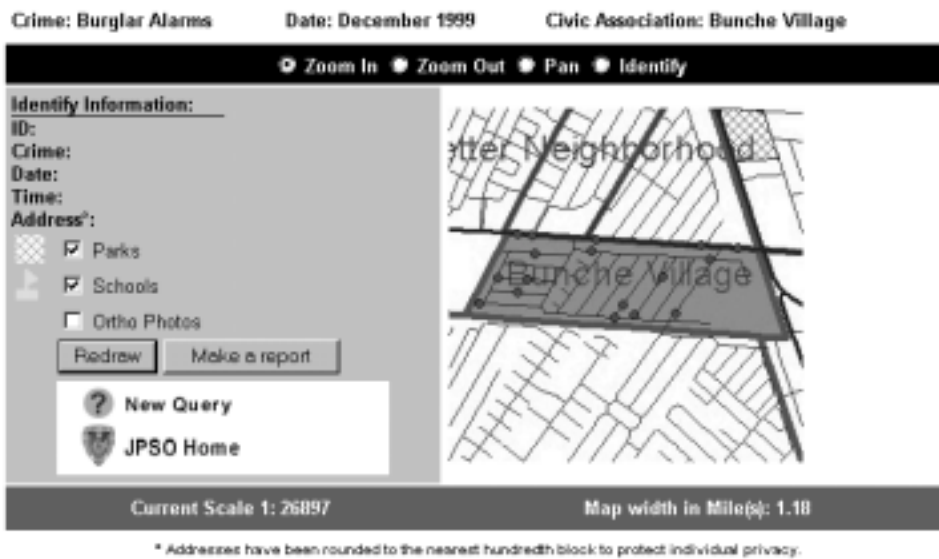 Crime: Burglar Alarms Date: December 1999 Civic Association: Bunche Village
Zoom In Zoom Out Pan Identify
Identify Information:
ID:
Crime:
Date:
Time:
Address*:
Parks
Schools
Ortho Photos
Redraw Make a report
? New Query
JPSO Home
etter Neighborhood
Bunche Village
Current Scale 1: 26897 Map width in Mile(s): 1.18
* Addresses have been rounded to the nearest hundredth block to protect individual privacy.